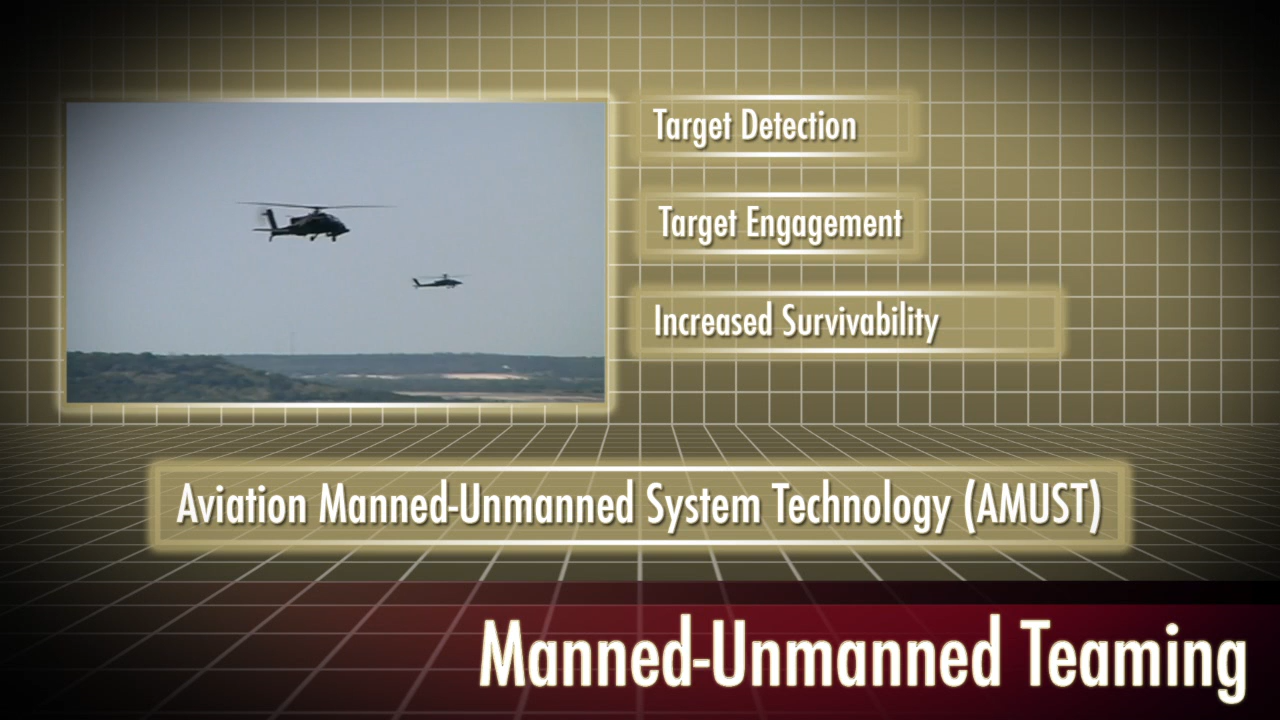 Target Detection
Target Engagement
Increased Survivability
Aviation Manned-Unmanned System Technology (AMUST)
Manned-Unmanned Teaming